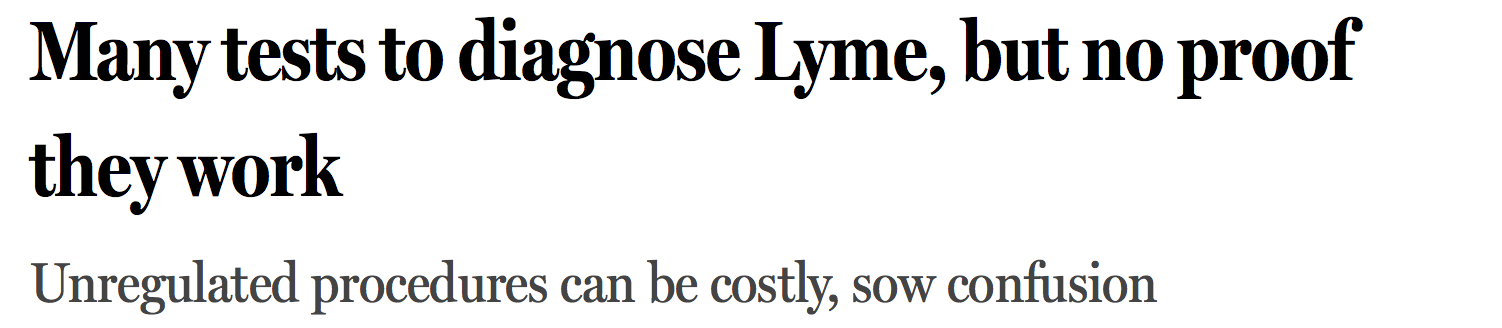 Many tests to diagnose Lyme, but no proof
they work
Unregulated procedures can be costly, sow confusion